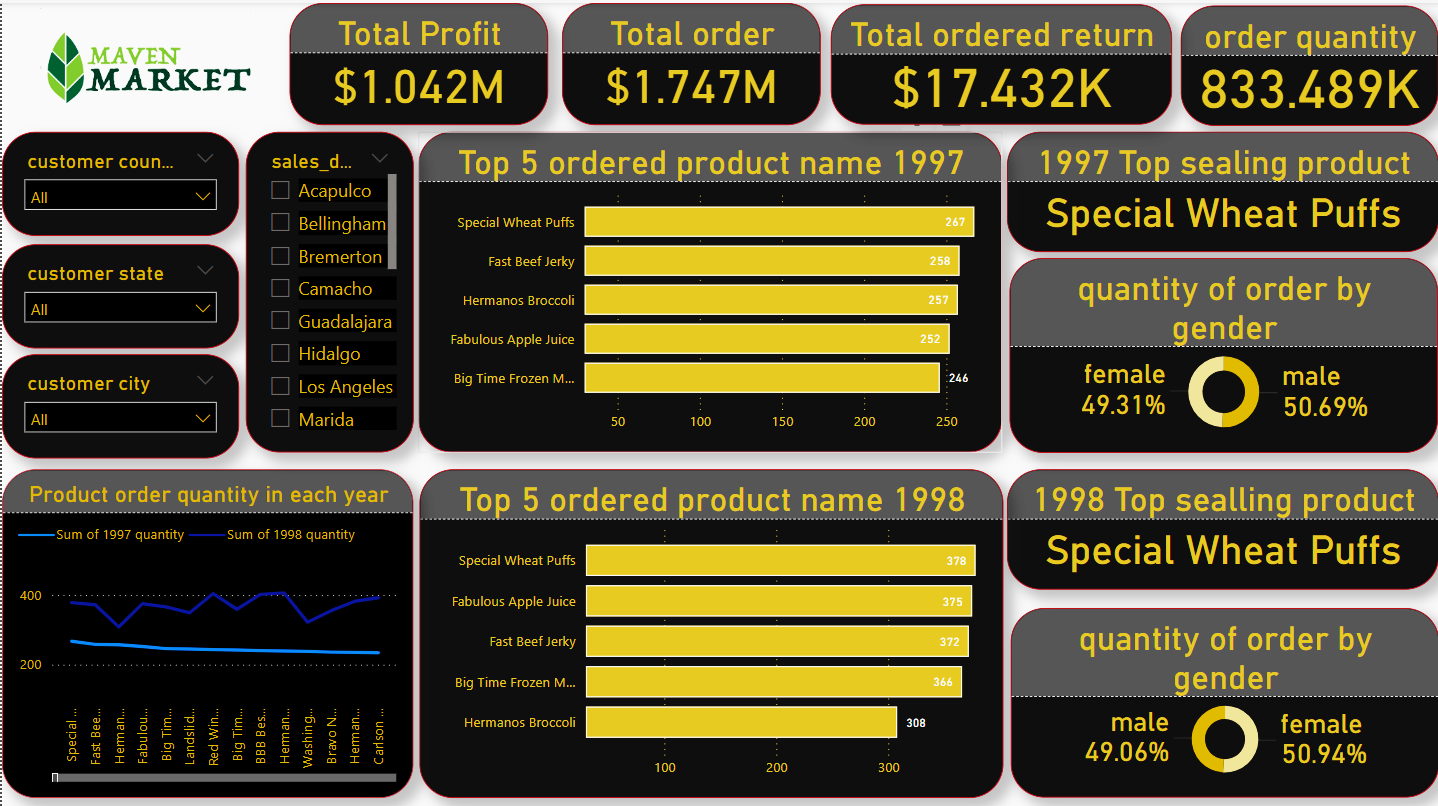 MAVEN
MARKET
Total Profit
$1.042M
Total order
$1.747M
Total ordered return
$17.432K
order quantity
833.489K
customer coun...
All
customer state
All
customer city
All
sales_d...
Acapulco
Bellingham
Bremerton
Camacho
Guadalajara
Hidalgo
Los Angeles
Marida
Top 5 ordered product name 1997
Special Wheat Puffs
267
Fast Beef Jerky
258
Hermanos Broccoli
257
Fabulous Apple Juice
252
Big Time Frozen M...
246
50 100 150 200 250
1997 Top sealing product
Special Wheat Puffs
quantity of order by
gender
female
49.31%
male
50.69%
Product order quantity in each year
Sum of 1997 quantity
Sum of 1998 quantity
400
200
Special ...
Fast Bee...
Herman...
Fabulou...
Big Tim...
Landslid...
Red Win...
Big Tim...
BBB Bes...
Herman...
Washing...
Bravo N...
Herman...
Carlson ...
Top 5 ordered product name 1998
Special Wheat Puffs
378
Fabulous Apple Juice
375
Fast Beef Jerky
372
Big Time Frozen M...
366
Hermanos Broccoli
308
100 200 300
1998 Top sealling product
Special Wheat Puffs
quantity of order by
gender
male
49.06%
female
50.94%